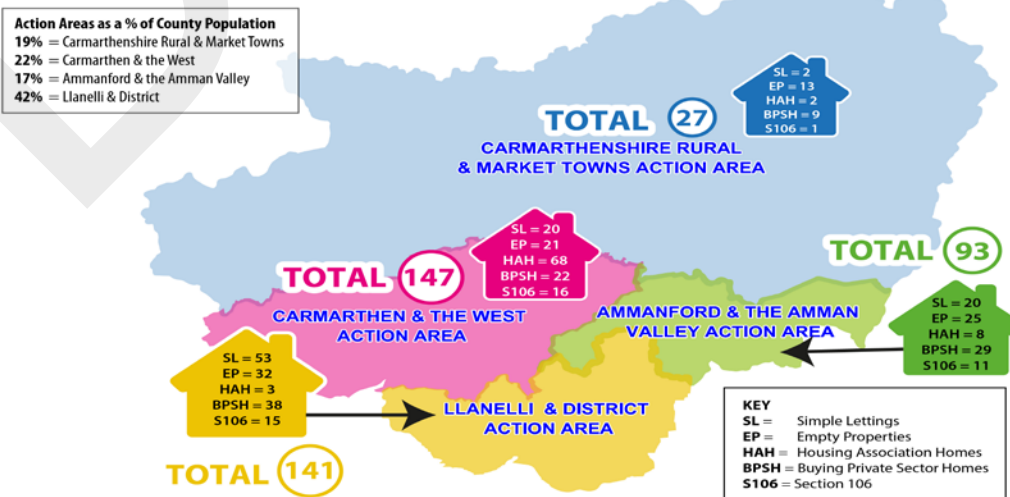 Action Areas as a % of County Population
19% = Carmarthenshire Rural & Market Towns
22% = Carmarthen & the West
17% = Ammanford & the Amman Valley
42% = Llanelli & District
SL = 2
EP = 13
HAH = 2
BPSH = 9
S106 = 1
TOTAL 27
CARMARTHENSHIRE RURAL
& MARKET TOWNS ACTION AREA
SL = 20
EP = 21
HAH = 68
BPSH = 22
S106 = 16
TOTAL 147
CARMARTHEN & THE WEST
ACTION AREA
TOTAL 93
SL = 20
EP = 25
HAH = 8
BPSH = 29
S106 = 11
AMMANFORD & THE AMMAN
VALLEY ACTION AREA
SL = 53
EP = 32
HAH = 3
BPSH = 38
S106 = 15
LLANELLI & DISTRICT
ACTION AREA
TOTAL 141
KEY
SL = Simple Lettings
EP = Empty Properties
HAH = Housing Association Homes
BPSH = Buying Private Sector Homes
S106 = Section 106